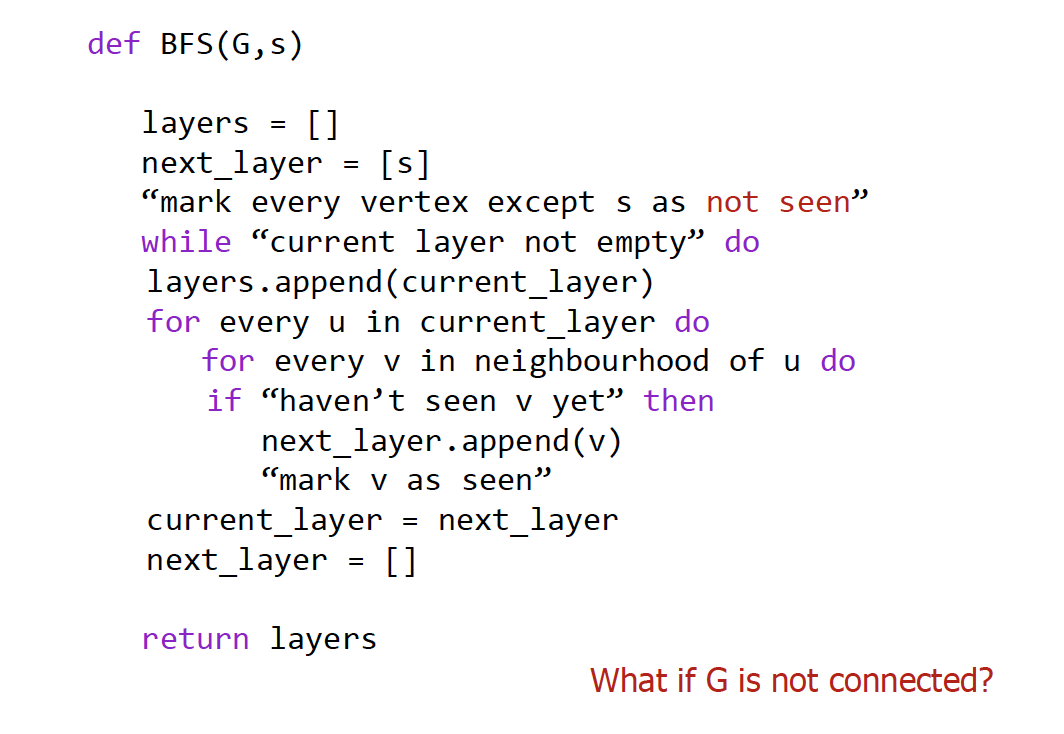 def BFS(G,s)
layers = []
next_layer = [s]
“mark every vertex except s as not seen”
while “current layer not empty” do
layers.append(current_layer)
for every u in current_layer do
for every v in neighbourhood of u do
if “haven’t seen v yet” then
next_layer.append(v)
“mark v as seen”
current_layer = next_layer
next_layer = []
return layers
What if G is not connected?